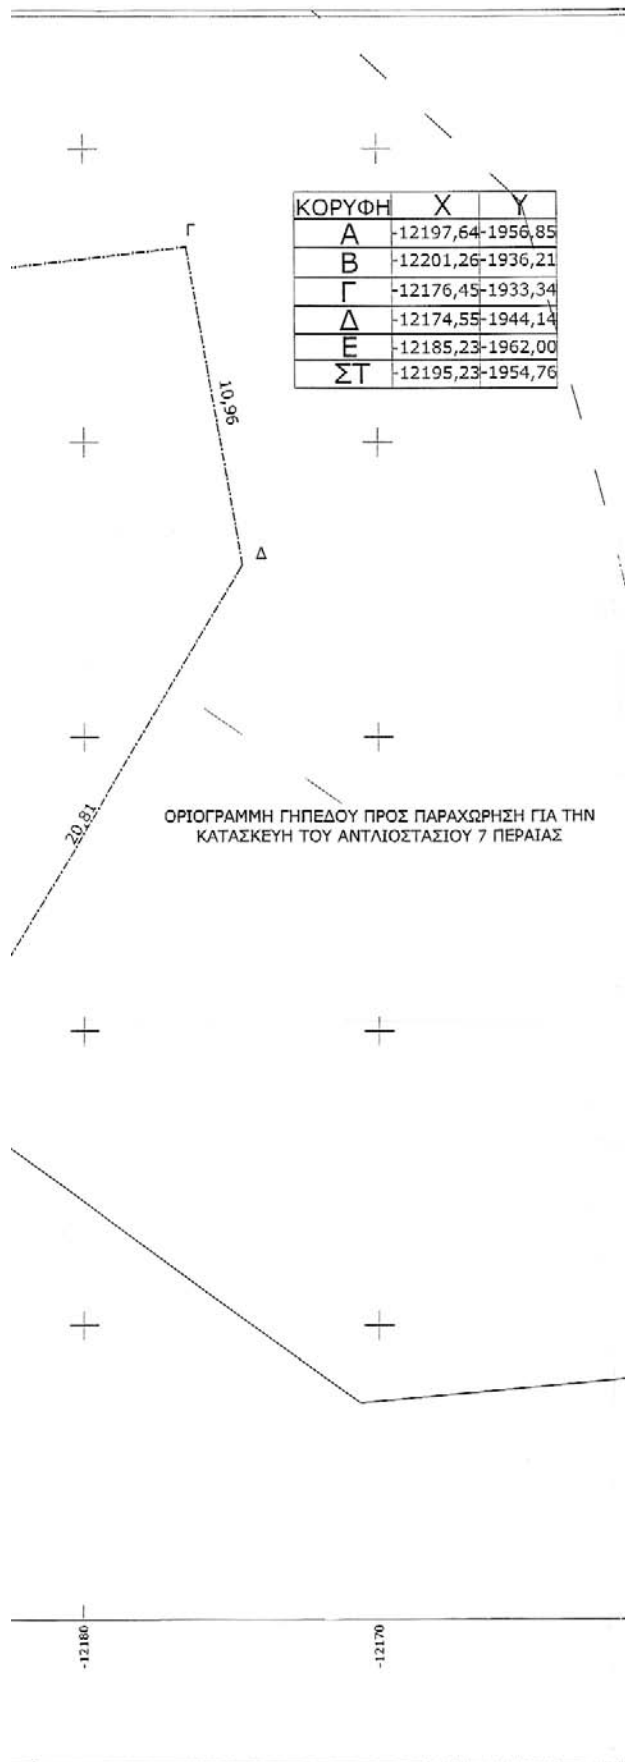 ΚΟΡΥΦΗ X Y
Α -12197,64 -1956,85
Β -12201,26 -1936,21
Γ -12176,45 -1933,34
Δ -12174,55 -1944,14
Ε -12185,23 -1962,00
ΣΤ -12195,23 -1954,76
Γ
10,96
Δ
20,81
ΟΡΙΟΓΡΑΜΜΗ ΓΗΠΕΔΟΥ ΠΡΟΣ ΠΑΡΑΧΩΡΗΣΗ ΓΙΑ ΤΗΝ
ΚΑΤΑΣΚΕΥΗ ΤΟΥ ΑΝΤΛΙΟΣΤΑΣΙΟΥ 7 ΠΕΡΑΙΑΣ
-12180
-12170